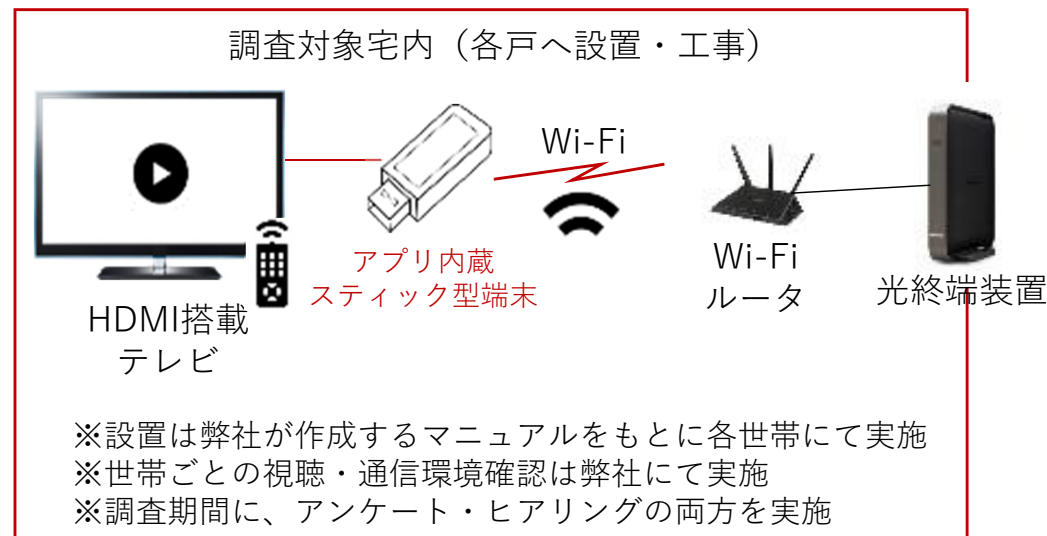 調査対象宅内（各戸へ設置・工事）
Wi-Fi
アプリ内蔵
スティック型端末
Wi-Fi
ルータ
光終端装置
HDMI搭載
テレビ
※設置は弊社が作成するマニュアルをもとに各世帯にて実施
※世帯ごとの視聴・通信環境確認は弊社にて実施
※調査期間に、アンケート・ヒアリングの両方を実施